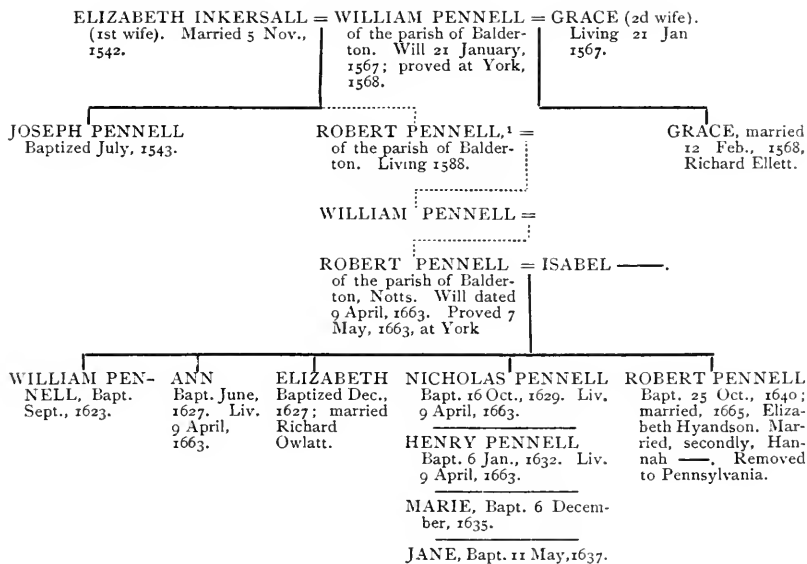 ELIZABETH INKERSALL = WILLIAM PENNELL = GRACE (2d wife).
(1st wife). Married 5 Nov.,
1542.
of the parish of Balder-
ton. Will 21 January,
1567; proved at York,
1568.
Living 21 Jan
1567.
JOSEPH PENNELL
Baptized July, 1543.
ROBERT PENNELL,¹ =
of the parish of Balder-
ton. Living 1588.
GRACE, married
12 Feb., 1568,
Richard Ellett.
WILLIAM PENNELL =
ROBERT PENNELL = ISABEL ——.
of the parish of Balder-
ton, Notts. Will dated
9 April, 1663. Proved 7
May, 1663, at York
WILLIAM PEN-
NELL, Bapt.
Sept., 1623.
ANN
Bapt. June,
1627. Liv.
9 April,
1663.
ELIZABETH
Baptized Dec.,
1627; married
Richard
Owlatt.
NICHOLAS PENNELL
Bapt. 16 Oct., 1629. Liv.
9 April, 1663.
HENRY PENNELL
Bapt. 6 Jan., 1632. Liv.
9 April, 1663.
MARIE, Bapt. 6 Decem-
ber, 1635.
JANE, Bapt. 11 May, 1637.
ROBERT PENNELL
Bapt. 25 Oct., 1640;
married, 1665, Eliza-
beth Hyandson. Mar-
ried, secondly, Han-
nah ——. Removed
to Pennsylvania.